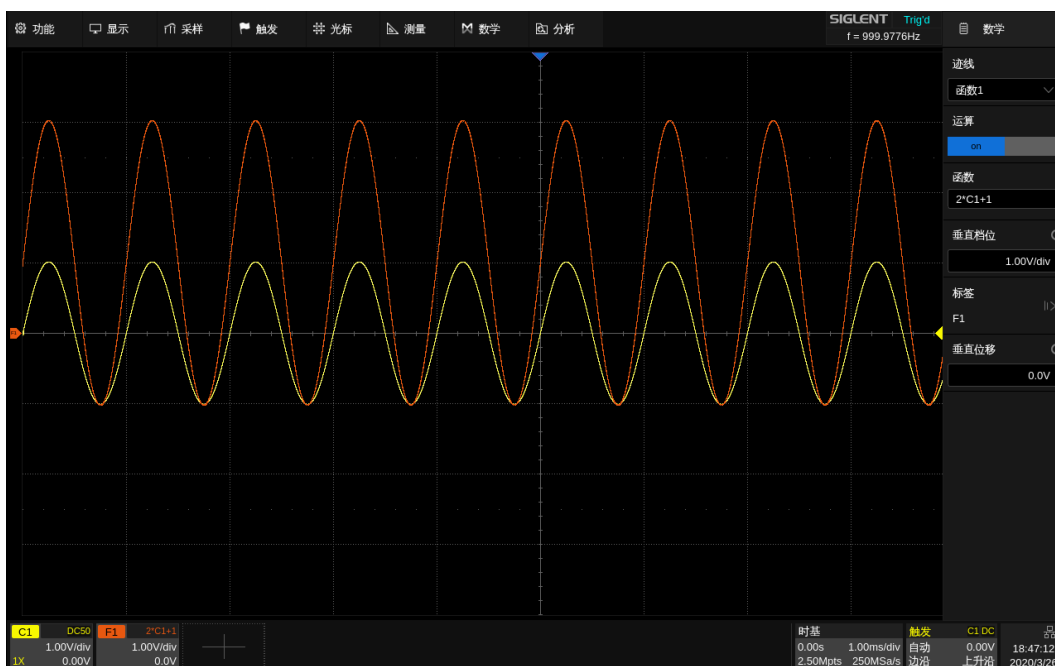 功能 显示 采样 触发 光标 测量 数学 分析
SIGLENT Trig'd
f = 999.9776Hz
数学
迹线
函数1
运算
on
函数
2*C1+1
垂直档位
1.00V/div
标签
F1
垂直位移
0.0V
C1 DC50
1.00V/div
1X 0.00V
F1 2*C1+1
1.00V/div
0.0V
时基
0.00s 1.00ms/div
2.50Mpts 250MSa/s
触发 C1 DC
自动 0.00V
边沿 上升沿
18:47:12